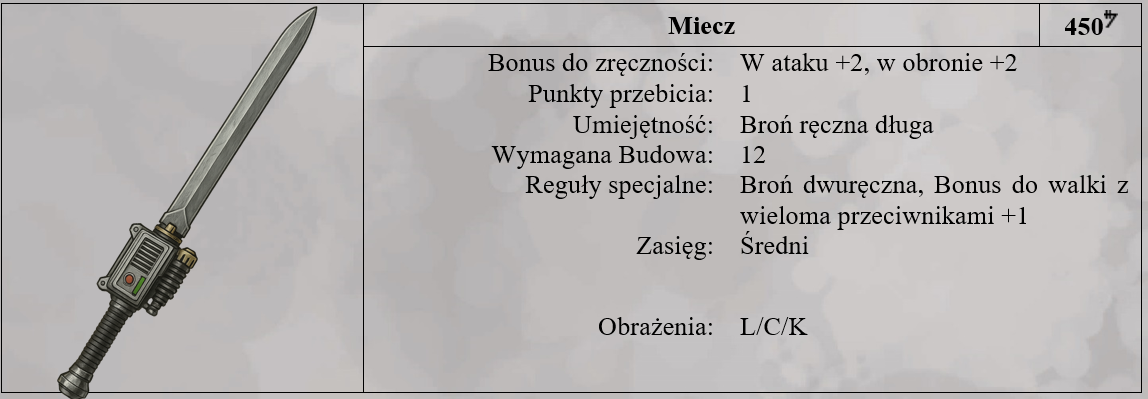 Miecz 450
Bonus do zręczności: W ataku +2, w obronie +2
Punkty przebicia: 1
Umiejętność: Broń ręczna długa
Wymagana Budowa: 12
Reguły specjalne: Broń dwuręczna, Bonus do walki z
wieloma przeciwnikami +1
Zasięg: Średni
Obrażenia: L/C/K